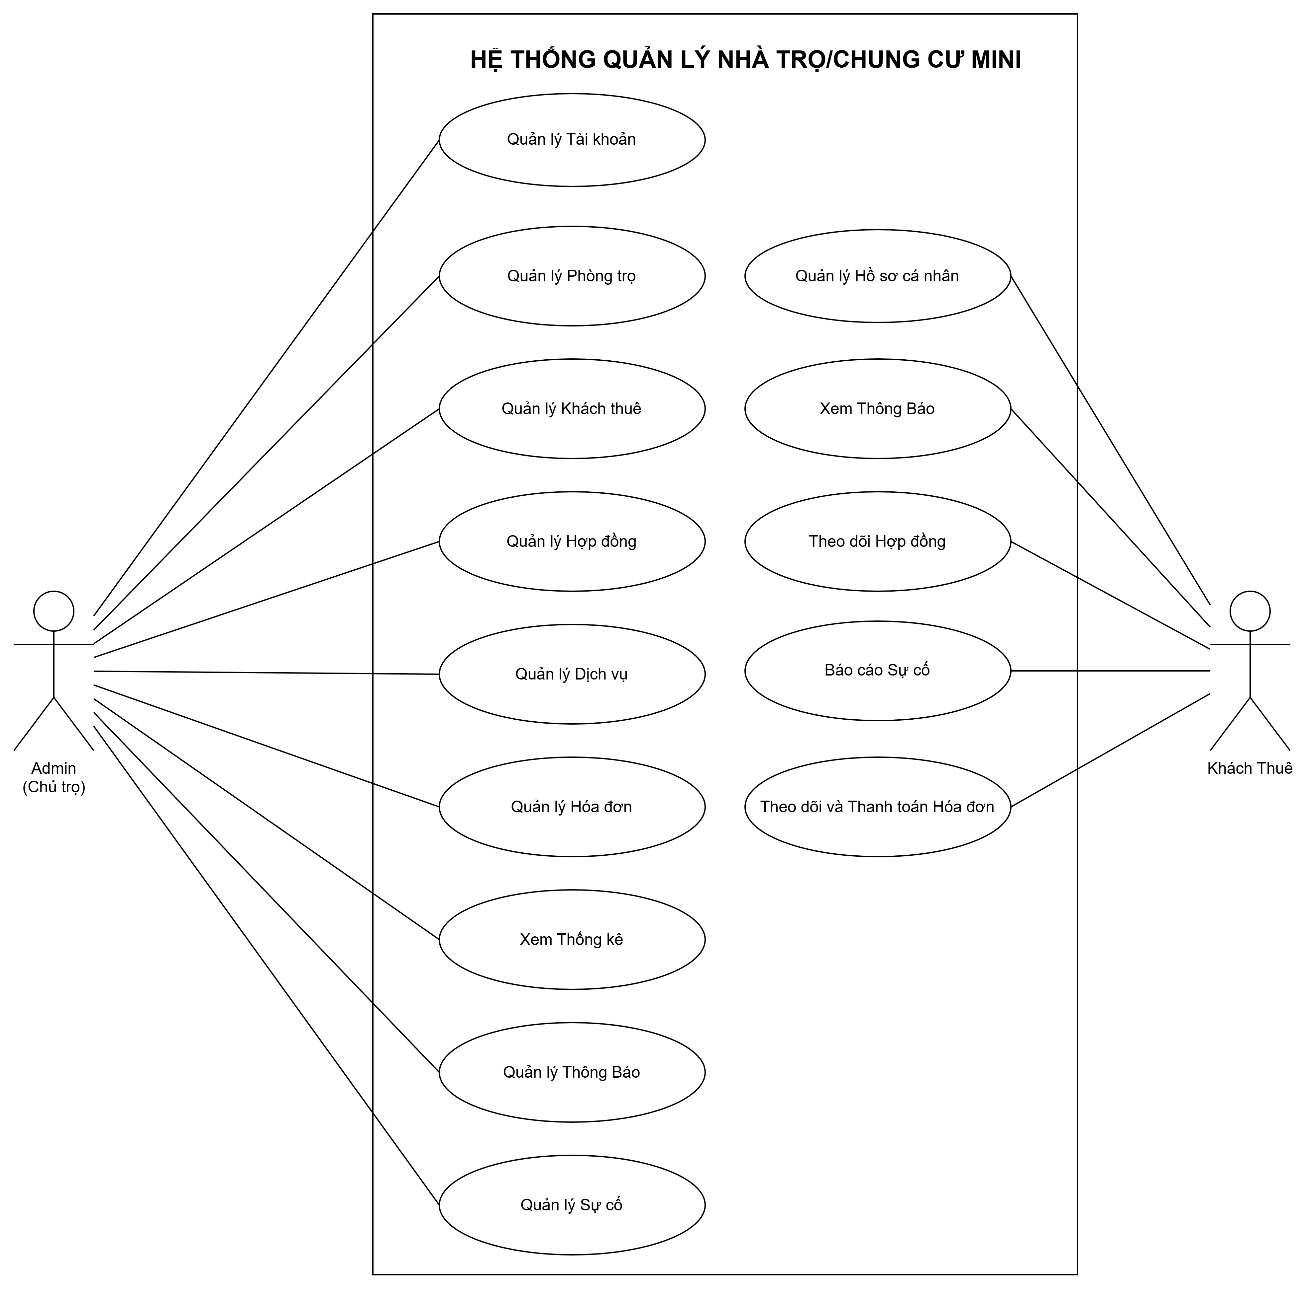 HỆ THỐNG QUẢN LÝ NHÀ TRỌ/CHUNG CƯ MINI
Quản lý Tài khoản
Quản lý Phòng trọ
Quản lý Hồ sơ cá nhân
Quản lý Khách thuê
Xem Thông Báo
Quản lý Hợp đồng
Theo dõi Hợp đồng
Quản lý Dịch vụ
Báo cáo Sự cố
Admin
(Chủ trọ)
Khách Thuê
Quản lý Hóa đơn
Theo dõi và Thanh toán Hóa đơn
Xem Thống kê
Quản lý Thông Báo
Quản lý Sự cố